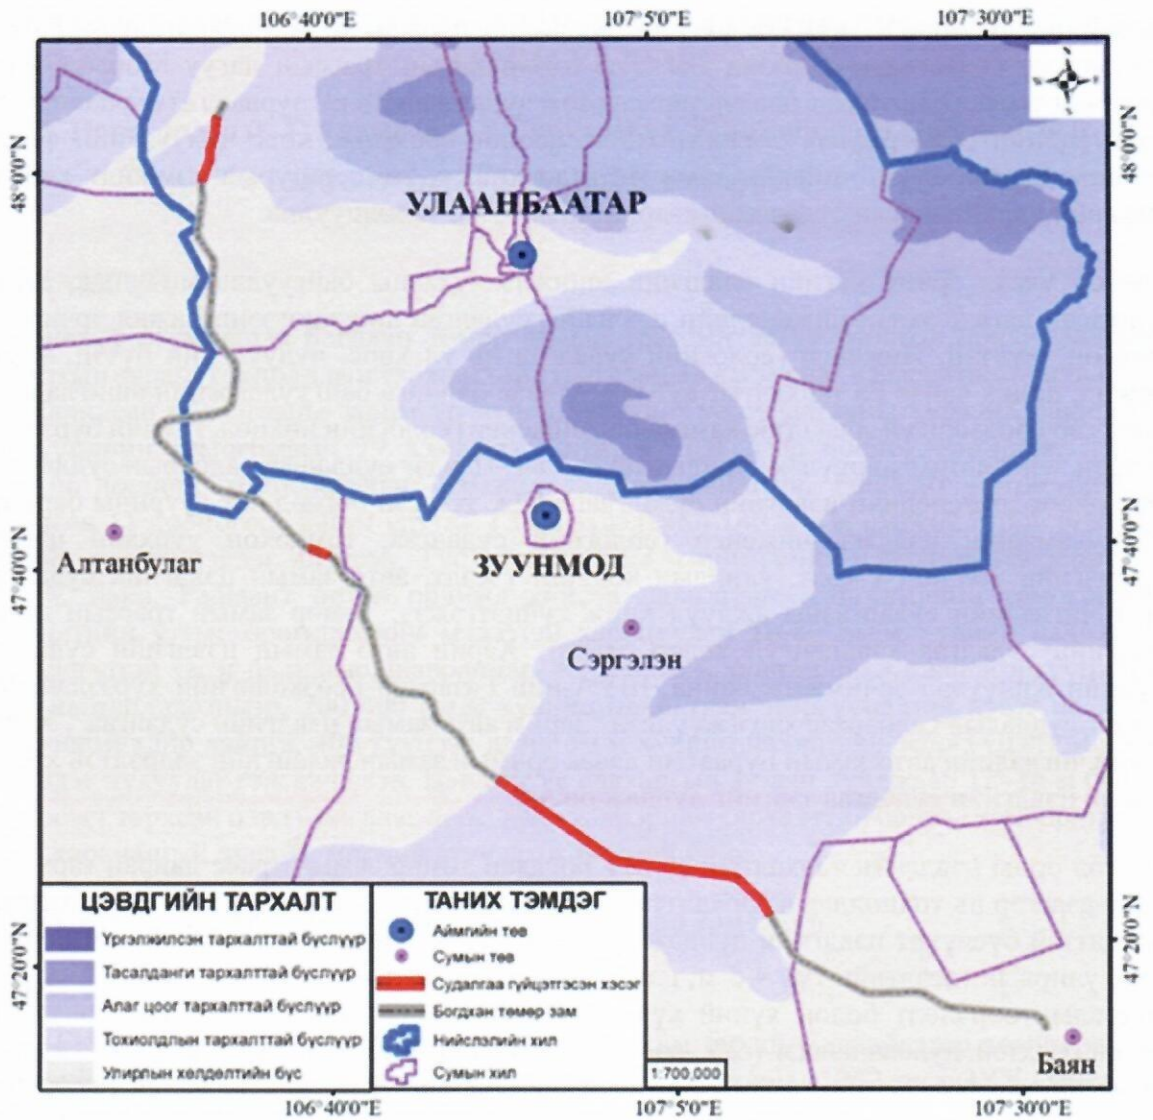 106°40'0"E 107°5'0"E 107°30'0"E
48°0'0"N 48°0'0"N
УЛААНБААТАР
47°40'0"N 47°40'0"N
Алтанбулаг
ЗУУНМОД
Сэргэлэн
47°20'0"N 47°20'0"N
ЦЭВДГИЙН ТАРХАЛТ
Үргэлжилсэн тархалттай бүслүүр
Тасалданги тархалттай бүслүүр
Алаг цоог тархалттай бүслүүр
Тохиолдлын тархалттай бүслүүр
Улирлын хөлдөлтийн бүс
ТАНИХ ТЭМДЭГ
Аймгийн төв
Сумын төв
Судалгаа гүйцэтгэсэн хэсэг
Богдхан төмөр зам
Нийслэлийн хил
Сумын хил
1:700,000
Баян
106°40'0"E 107°5'0"E 107°30'0"E